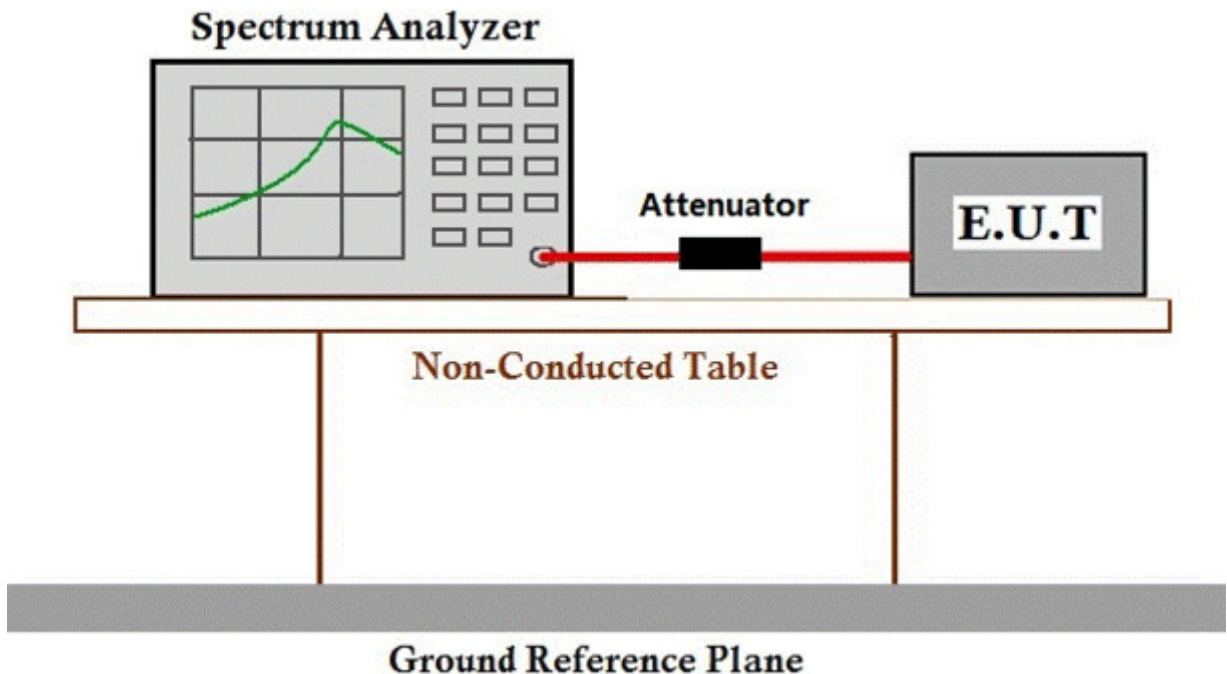 Spectrum Analyzer
Attenuator
E.U.T
Non-Conducted Table
Ground Reference Plane